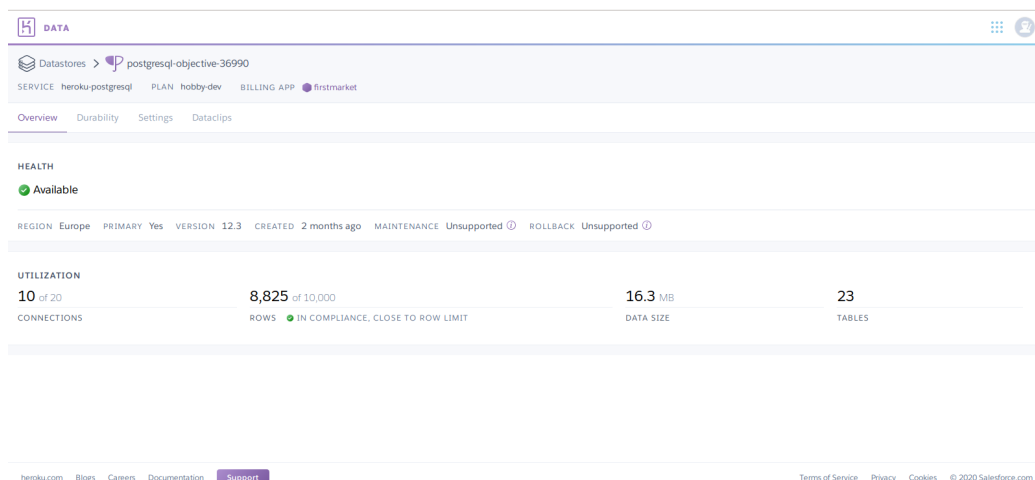 DATA
Datastores > postgresql-objective-36990
SERVICE heroku-postgresql PLAN hobby-dev BILLING APP firstmarket
Overview Durability Settings Dataclips
HEALTH
Available
REGION Europe PRIMARY Yes VERSION 12.3 CREATED 2 months ago MAINTENANCE Unsupported ROLLBACK Unsupported
UTILIZATION
10 of 20 8,825 of 10,000 16.3 MB 23
CONNECTIONS ROWS IN COMPLIANCE, CLOSE TO ROW LIMIT DATA SIZE TABLES
heroku.com Blogs Careers Documentation Support Terms of Service Privacy Cookies © 2020 Salesforce.com